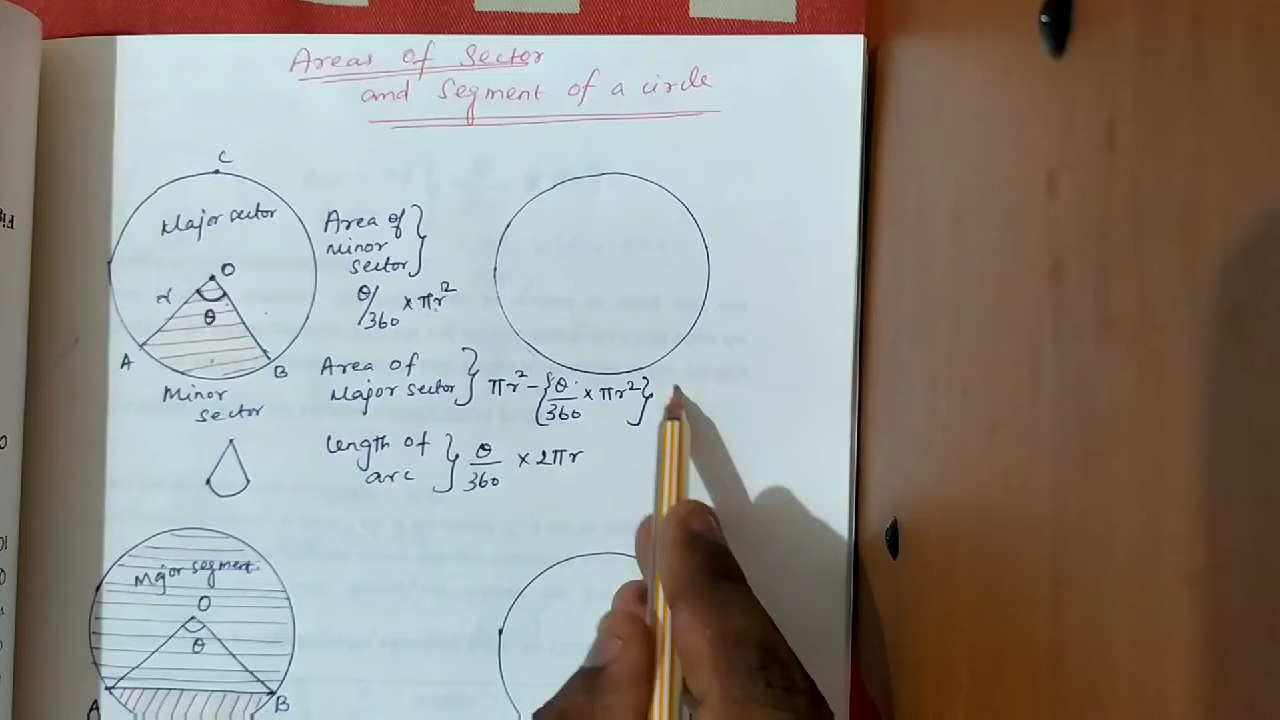 Areas of Sector
and Segment of a circle
C
Major sector
O
r
θ
A
B
Minor
sector
Area of
Minor
sector}
θ/360 × πr²
Area of
Major sector} πr² - {θ/360 × πr²}
Length of
arc} θ/360 × 2πr
Major segment
O
θ
A
B